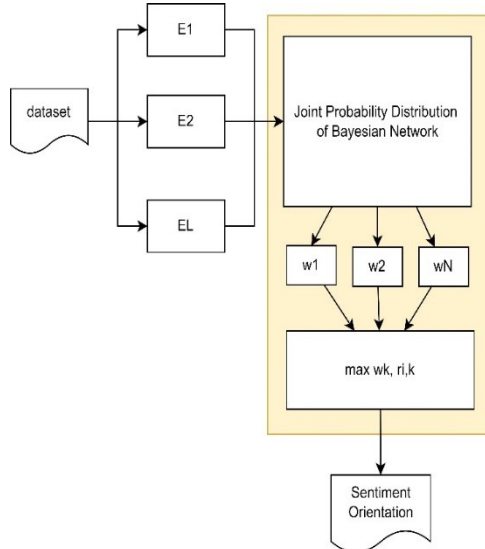 E1
dataset
E2
EL
Joint Probability Distribution
of Bayesian Network
w1
w2
wN
max wk, ri,k
Sentiment
Orientation